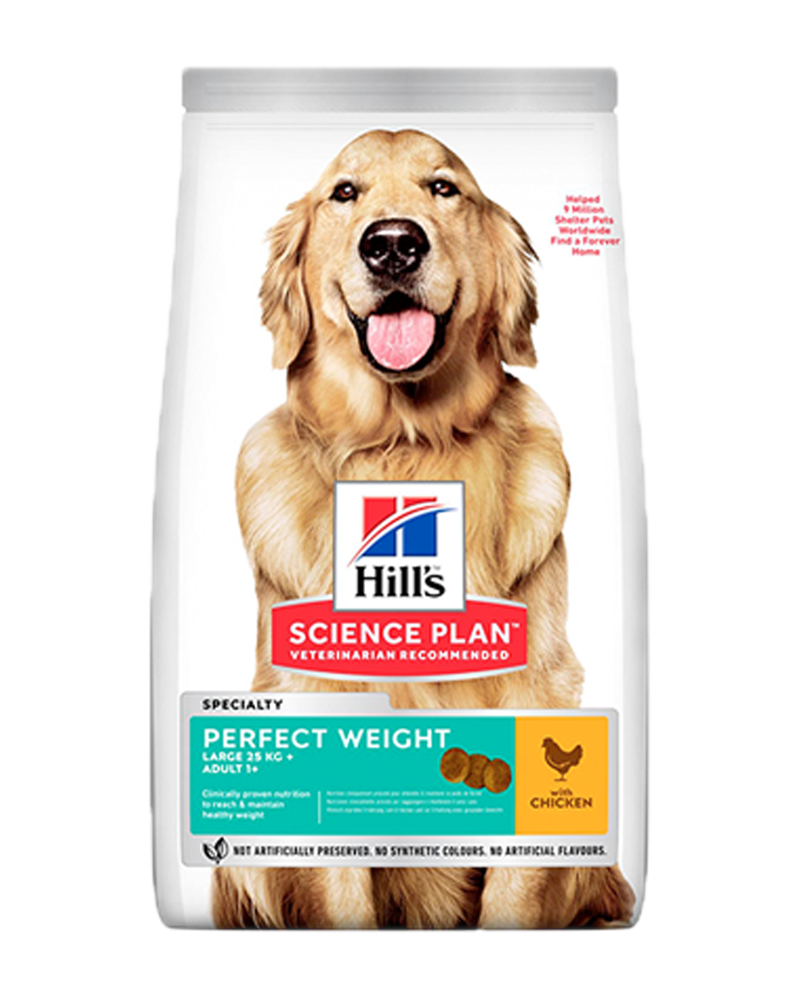 Helped
9 Million
Shelter Pets
Worldwide
Find a Forever
Home
Hill's™
SCIENCE PLAN™
VETERINARIAN RECOMMENDED
SPECIALTY
PERFECT WEIGHT
LARGE 25 KG +
ADULT 1+
Clinically proven nutrition
to reach & maintain
healthy weight
with
CHICKEN
NOT ARTIFICIALLY PRESERVED. NO SYNTHETIC COLOURS. NO ARTIFICIAL FLAVOURS.